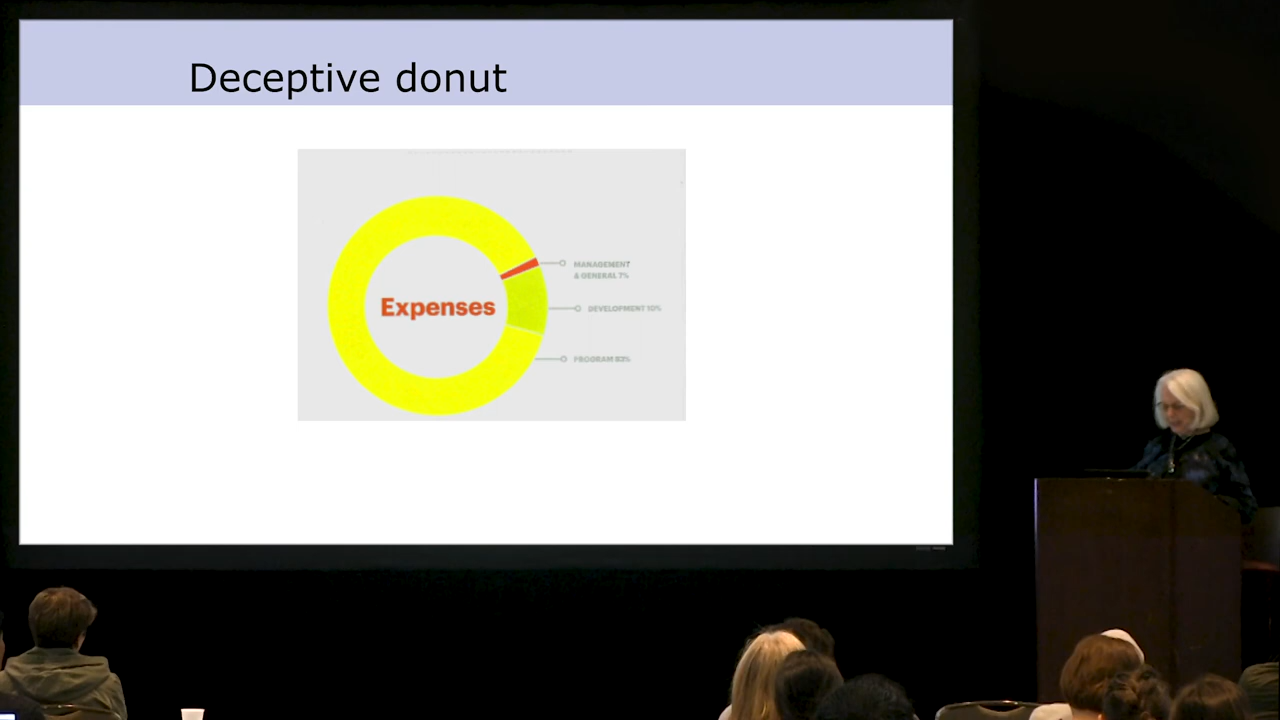 Deceptive donut
MANAGEMENT
& GENERAL 7%
Expenses
DEVELOPMENT 10%
PROGRAM 83%